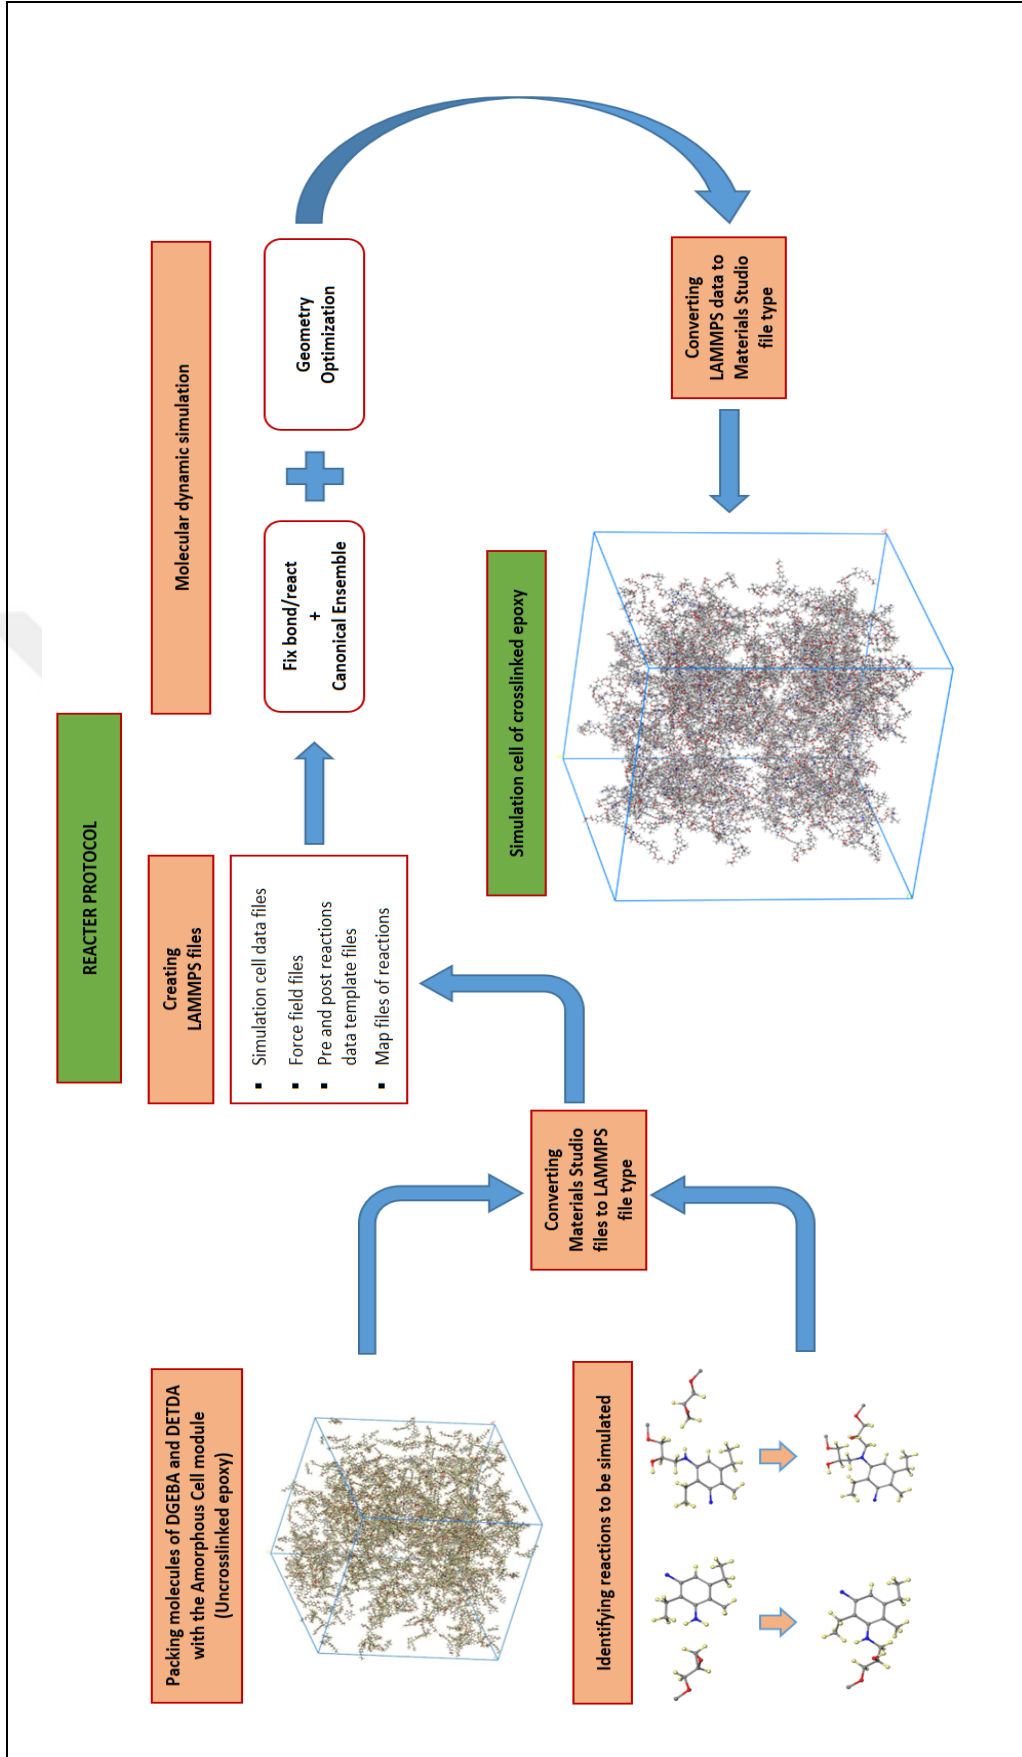 REACTER PROTOCOL
Packing molecules of DGEBA and DETDA
with the Amorphous Cell module
(Uncrosslinked epoxy)
Identifying reactions to be simulated
Converting
Materials Studio
files to LAMMPS
file type
Creating
LAMMPS files
▪ Simulation cell data files
▪ Force field files
▪ Pre and post reactions
data template files
▪ Map files of reactions
Molecular dynamic simulation
Fix bond/react
+
Canonical Ensemble
Geometry
Optimization
Converting
LAMMPS data to
Materials Studio
file type
Simulation cell of crosslinked epoxy